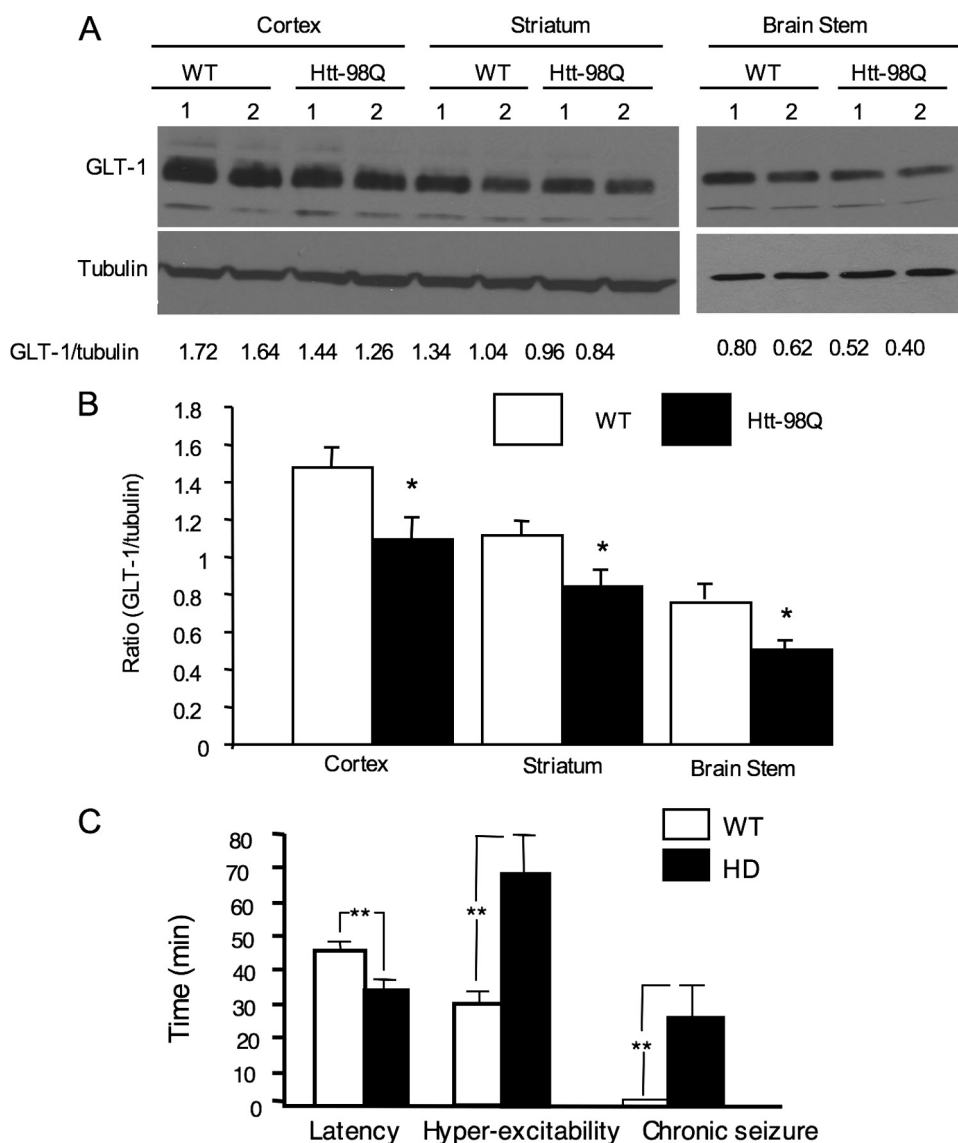 A
Cortex Striatum Brain Stem
WT Htt-98Q WT Htt-98Q WT Htt-98Q
1 2 1 2 1 2 1 2 1 2 1 2
GLT-1
Tubulin
GLT-1/tubulin 1.72 1.64 1.44 1.26 1.34 1.04 0.96 0.84 0.80 0.62 0.52 0.40
B
WT Htt-98Q
Ratio (GLT-1/tubulin)
1.8
1.6
1.4
1.2
1
0.8
0.6
0.4
0.2
0
* * *
Cortex Striatum Brain Stem
C
WT
HD
Time (min)
80
70
60
50
40
30
20
10
0
** ** **
Latency Hyper-excitability Chronic seizure